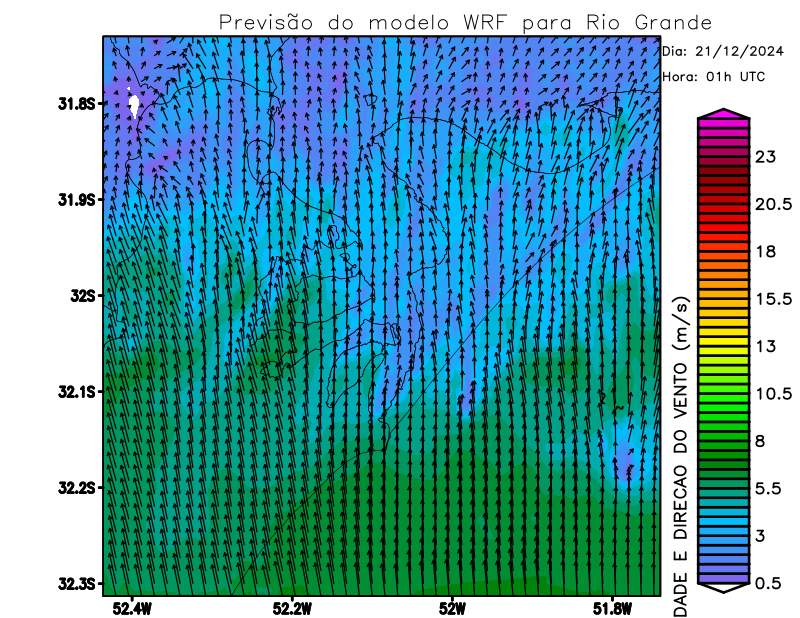 Previsão do modelo WRF para Rio Grande
Dia: 21/12/2024
Hora: 01h UTC
31.8S
31.9S
32S
32.1S
32.2S
32.3S
52.4W
52.2W
52W
51.8W
23
20.5
18
15.5
13
10.5
8
5.5
3
0.5
DADE E DIRECAO DO VENTO (m/s)